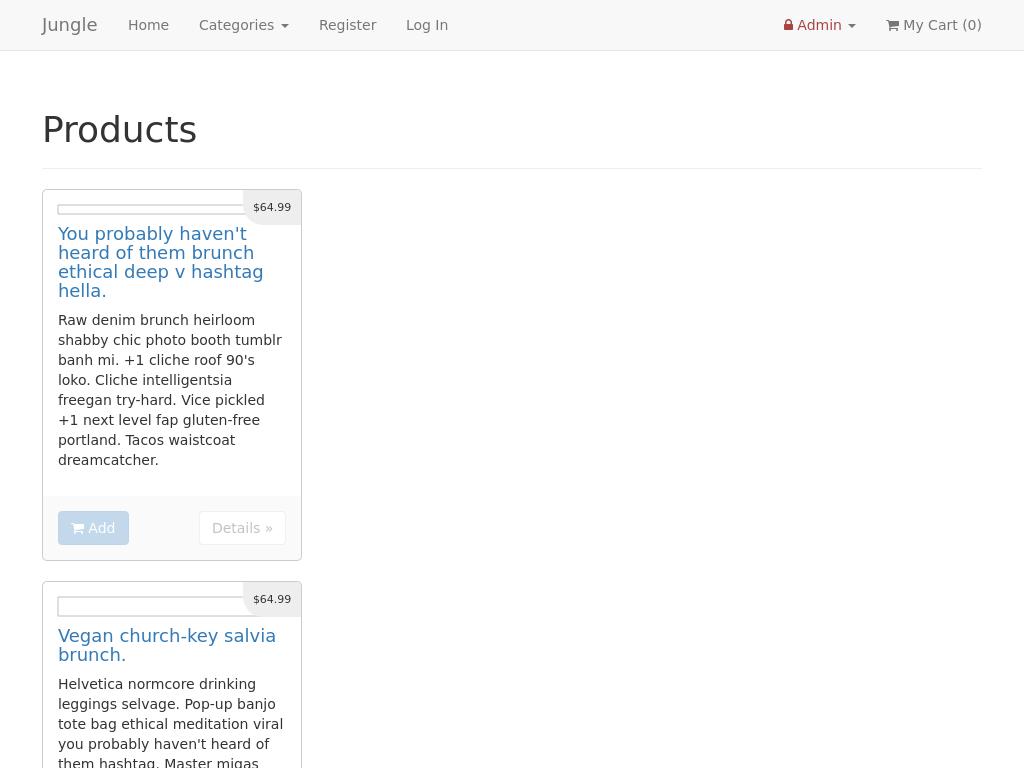 Jungle Home Categories Register Log In Admin My Cart (0)
Products
$64.99
You probably haven't
heard of them brunch
ethical deep v hashtag
hella.
Raw denim brunch heirloom
shabby chic photo booth tumblr
banh mi. +1 cliche roof 90's
loko. Cliche intelligentsia
freegan try-hard. Vice pickled
+1 next level fap gluten-free
portland. Tacos waistcoat
dreamcatcher.
Add Details »
$64.99
Vegan church-key salvia
brunch.
Helvetica normcore drinking
leggings selvage. Pop-up banjo
tote bag ethical meditation viral
you probably haven't heard of
them hashtag. Master migas